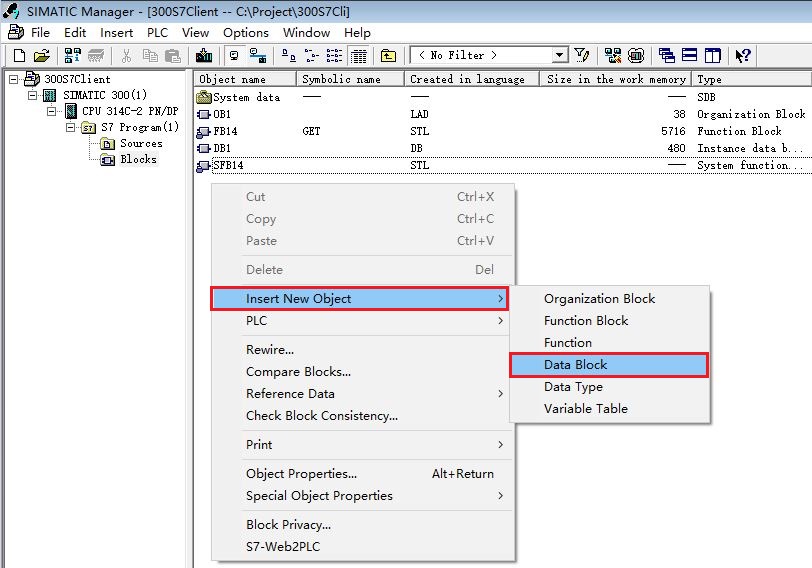 SIMATIC Manager - [300S7Client -- C:\Project\300S7Cli]
File Edit Insert PLC View Options Window Help
< No Filter >
300S7Client
SIMATIC 300(1)
CPU 314C-2 PN/DP
S7 Program(1)
Sources
Blocks
Object name Symbolic name Created in language Size in the work memory Type
System data --- --- --- SDB
OB1 LAD 38 Organization Block
FB14 GET STL 5716 Function Block
DB1 DB 480 Instance data b...
SFB14 STL --- System function...
Cut Ctrl+X
Copy Ctrl+C
Paste Ctrl+V
Delete Del
Insert New Object
PLC
Rewire...
Compare Blocks...
Reference Data
Check Block Consistency...
Print
Object Properties... Alt+Return
Special Object Properties
Block Privacy...
S7-Web2PLC
Organization Block
Function Block
Function
Data Block
Data Type
Variable Table